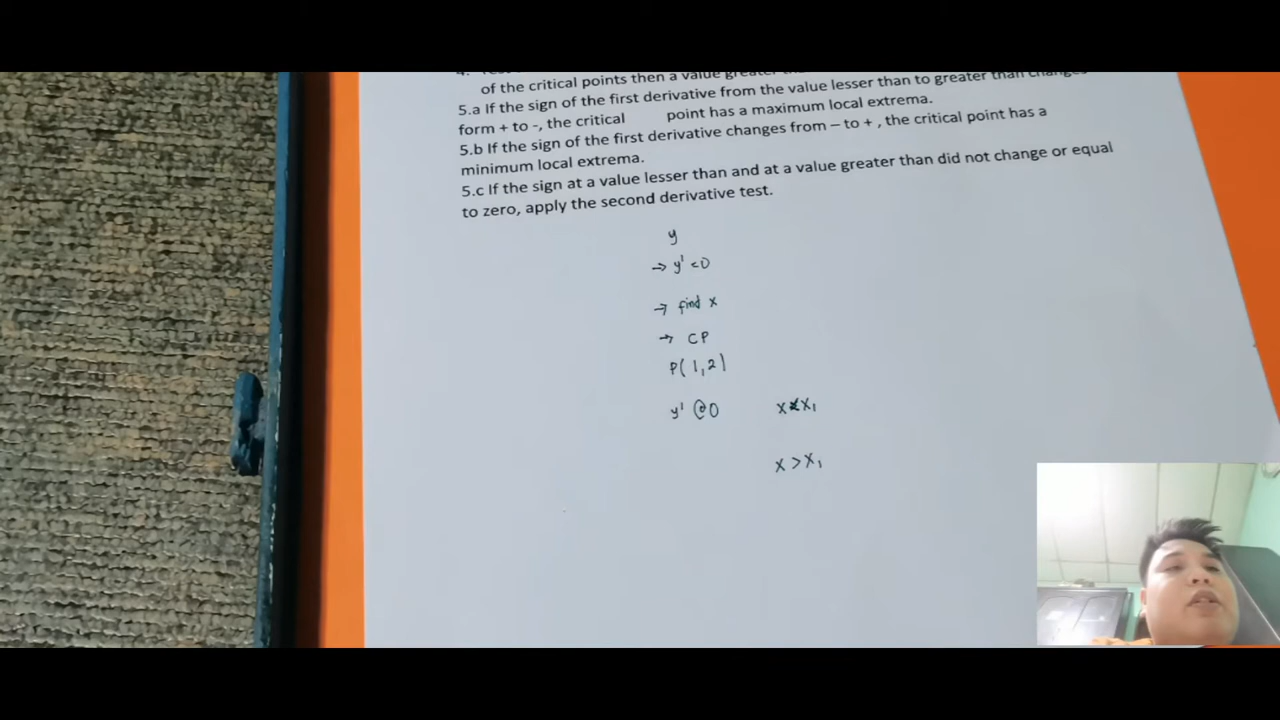 4.
of the critical points then a value greater
5.a If the sign of the first derivative from the value lesser than to greater than changes
form + to -, the critical point has a maximum local extrema.
5.b If the sign of the first derivative changes from – to + , the critical point has a
minimum local extrema.
5.c If the sign at a value lesser than and at a value greater than did not change or equal
to zero, apply the second derivative test.
y
→ y' = 0
→ find x
→ CP
P(1,2)
y' @0 x<x₁
x>x₁